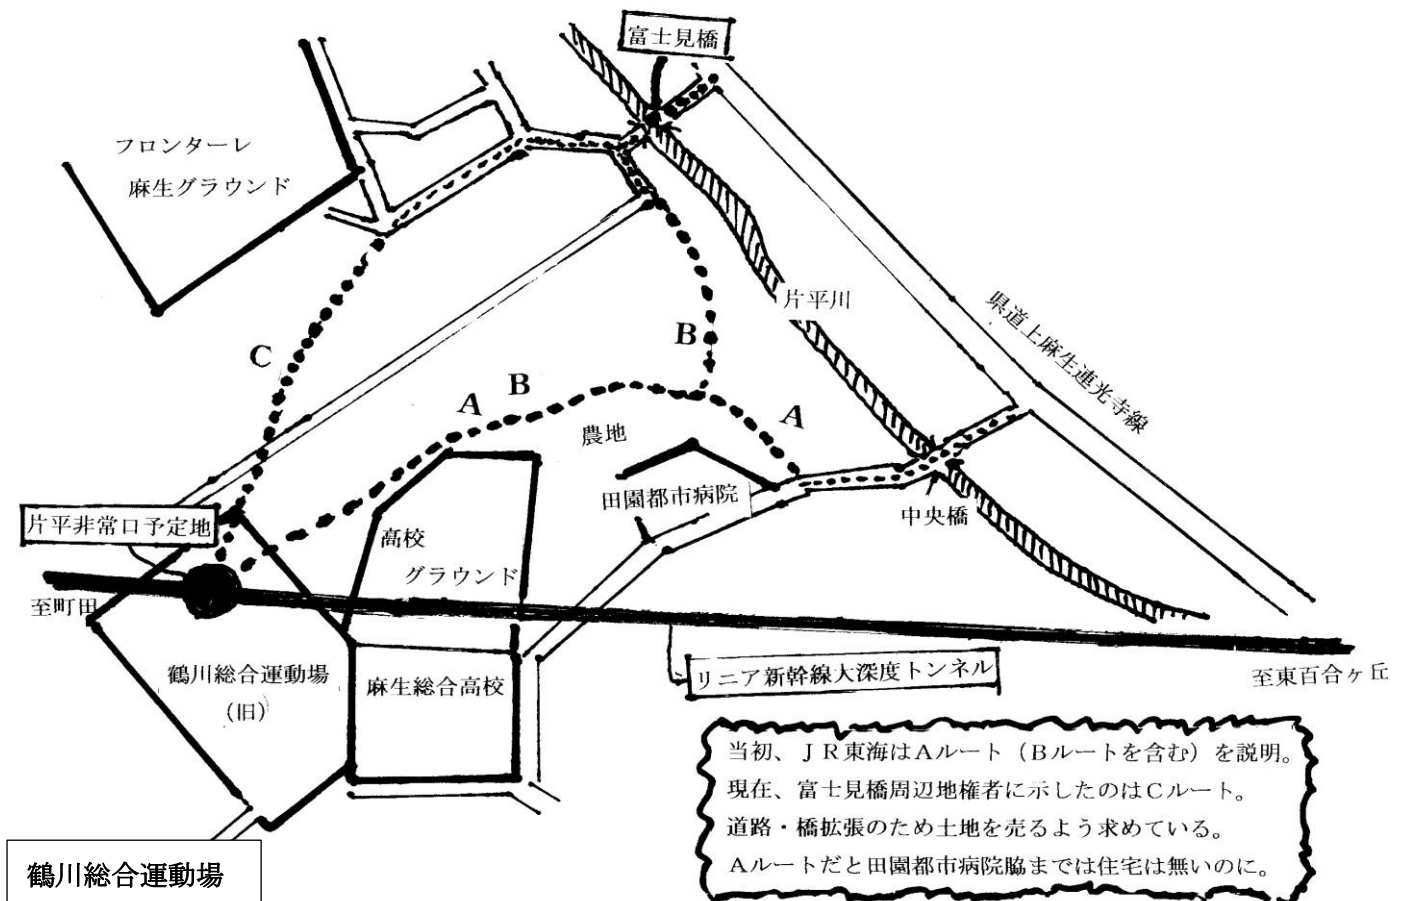 富士見橋
フロンターレ
麻生グラウンド
片平川
県道上麻生連光寺線
C
B
A B
A
農地
田園都市病院
中央橋
片平非常口予定地
高校
グラウンド
至町田
鶴川総合運動場
（旧）
麻生総合高校
リニア新幹線大深度トンネル
至東百合ヶ丘
当初、ＪＲ東海はＡルート（Ｂルートを含む）を説明。
現在、富士見橋周辺地権者に示したのはＣルート。
道路・橋拡張のため土地を売るよう求めている。
Ａルートだと田園都市病院脇までは住宅は無いのに。
鶴川総合運動場